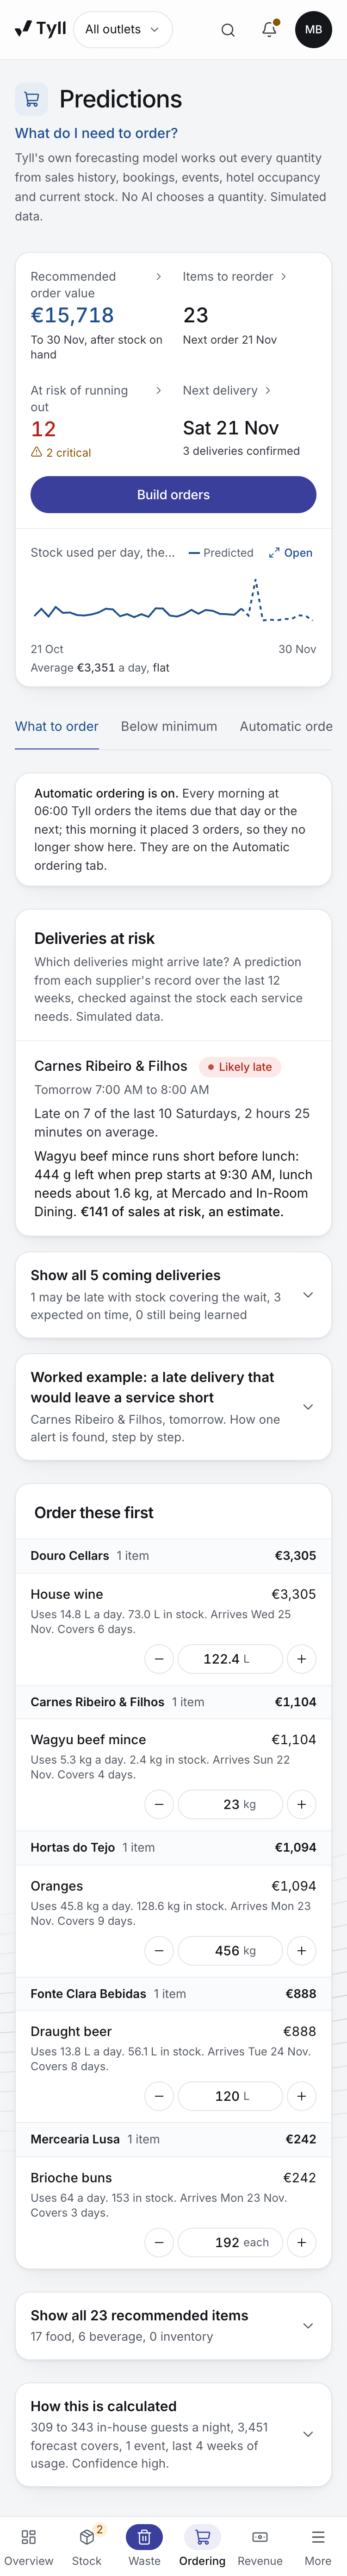 Tyll
All outlets
MB
Predictions
What do I need to order?
Tyll's own forecasting model works out every quantity
from sales history, bookings, events, hotel occupancy
and current stock. No AI chooses a quantity. Simulated
data.
Recommended
order value
€15,718
To 30 Nov, after stock on
hand
Items to reorder
23
Next order 21 Nov
At risk of running
out
12
2 critical
Next delivery
Sat 21 Nov
3 deliveries confirmed
Build orders
Stock used per day, the...
Predicted
Open
21 Oct
30 Nov
Average €3,351 a day, flat
What to order
Below minimum
Automatic orde
Automatic ordering is on. Every morning at
06:00 Tyll orders the items due that day or the
next; this morning it placed 3 orders, so they no
longer show here. They are on the Automatic
ordering tab.
Deliveries at risk
Which deliveries might arrive late? A prediction
from each supplier's record over the last 12
weeks, checked against the stock each service
needs. Simulated data.
Carnes Ribeiro & Filhos
Likely late
Tomorrow 7:00 AM to 8:00 AM
Late on 7 of the last 10 Saturdays, 2 hours 25
minutes on average.
Wagyu beef mince runs short before lunch:
444 g left when prep starts at 9:30 AM, lunch
needs about 1.6 kg, at Mercado and In-Room
Dining. €141 of sales at risk, an estimate.
Show all 5 coming deliveries
1 may be late with stock covering the wait, 3
expected on time, 0 still being learned
Worked example: a late delivery that
would leave a service short
Carnes Ribeiro & Filhos, tomorrow. How one
alert is found, step by step.
Order these first
Douro Cellars 1 item €3,305
House wine €3,305
Uses 14.8 L a day. 73.0 L in stock. Arrives Wed 25
Nov. Covers 6 days.
122.4 L
Carnes Ribeiro & Filhos 1 item €1,104
Wagyu beef mince €1,104
Uses 5.3 kg a day. 2.4 kg in stock. Arrives Sun 22
Nov. Covers 4 days.
23 kg
Hortas do Tejo 1 item €1,094
Oranges €1,094
Uses 45.8 kg a day. 128.6 kg in stock. Arrives Mon 23
Nov. Covers 9 days.
456 kg
Fonte Clara Bebidas 1 item €888
Draught beer €888
Uses 13.8 L a day. 56.1 L in stock. Arrives Tue 24 Nov.
Covers 8 days.
120 L
Mercearia Lusa 1 item €242
Brioche buns €242
Uses 64 a day. 153 in stock. Arrives Mon 23 Nov.
Covers 3 days.
192 each
Show all 23 recommended items
17 food, 6 beverage, 0 inventory
How this is calculated
309 to 343 in-house guests a night, 3,451
forecast covers, 1 event, last 4 weeks of
usage. Confidence high.
2
Overview
Stock
Waste
Ordering
Revenue
More